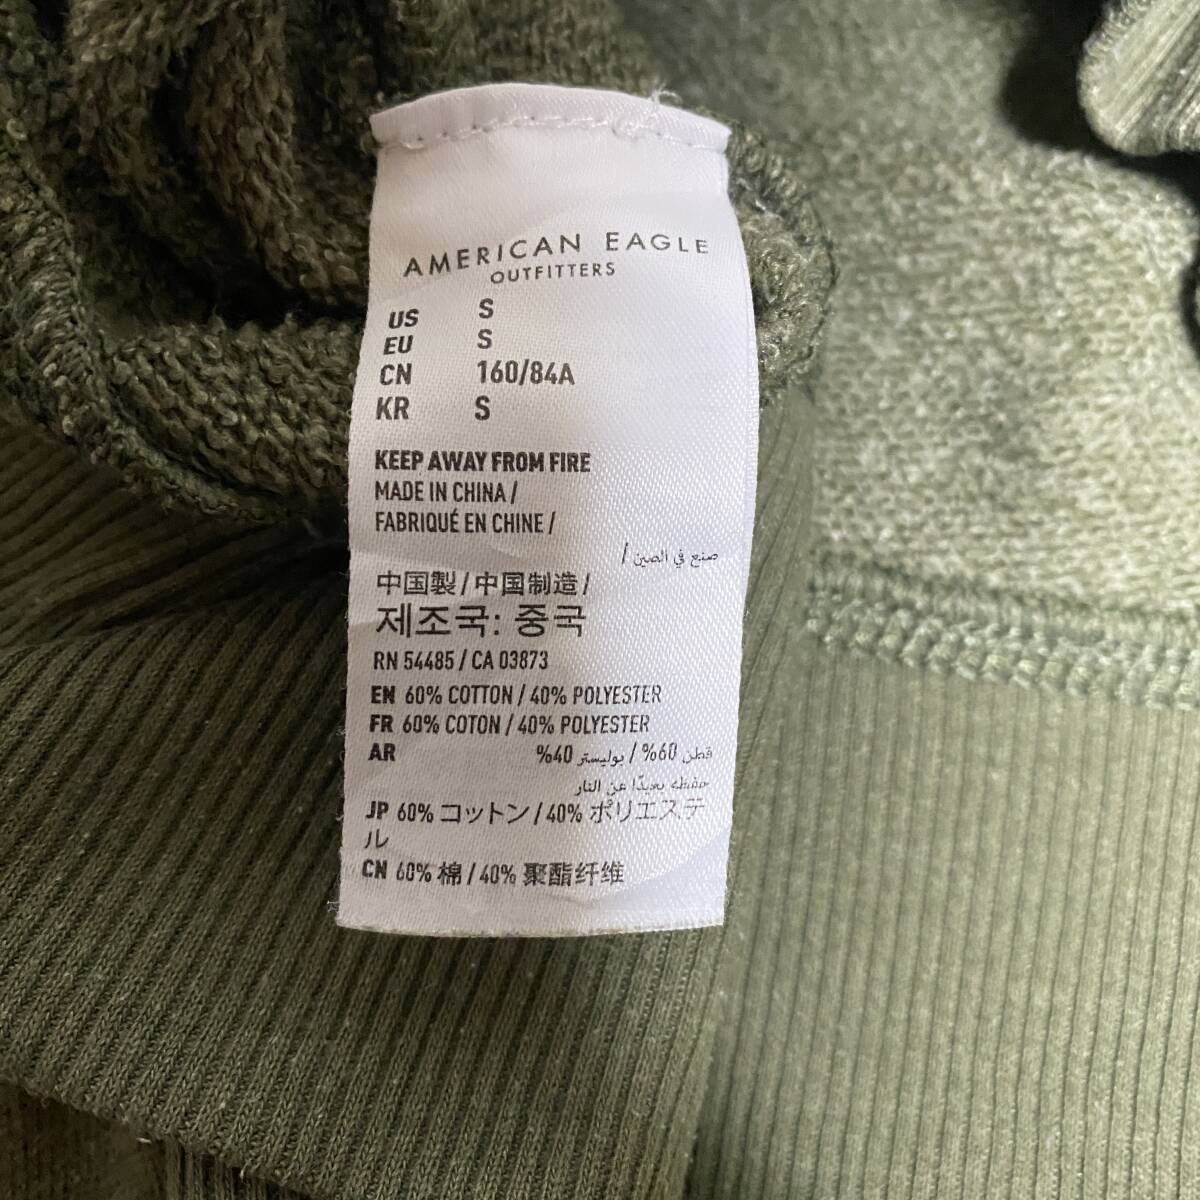 AMERICAN EAGLE
OUTFITTERS
US S
EU S
CN 160/84A
KR S
KEEP AWAY FROM FIRE
MADE IN CHINA /
FABRIQUÉ EN CHINE /
صنع في الصين /
中国製 / 中国制造 /
제조국: 중국
RN 54485 / CA 03873
EN 60% COTTON / 40% POLYESTER
FR 60% COTON / 40% POLYESTER
AR قطن 60% / بوليستر 40%
حفظه بعيدًا عن النار
JP 60% コットン / 40% ポリエステ
ル
CN 60% 棉 / 40% 聚酯纤维